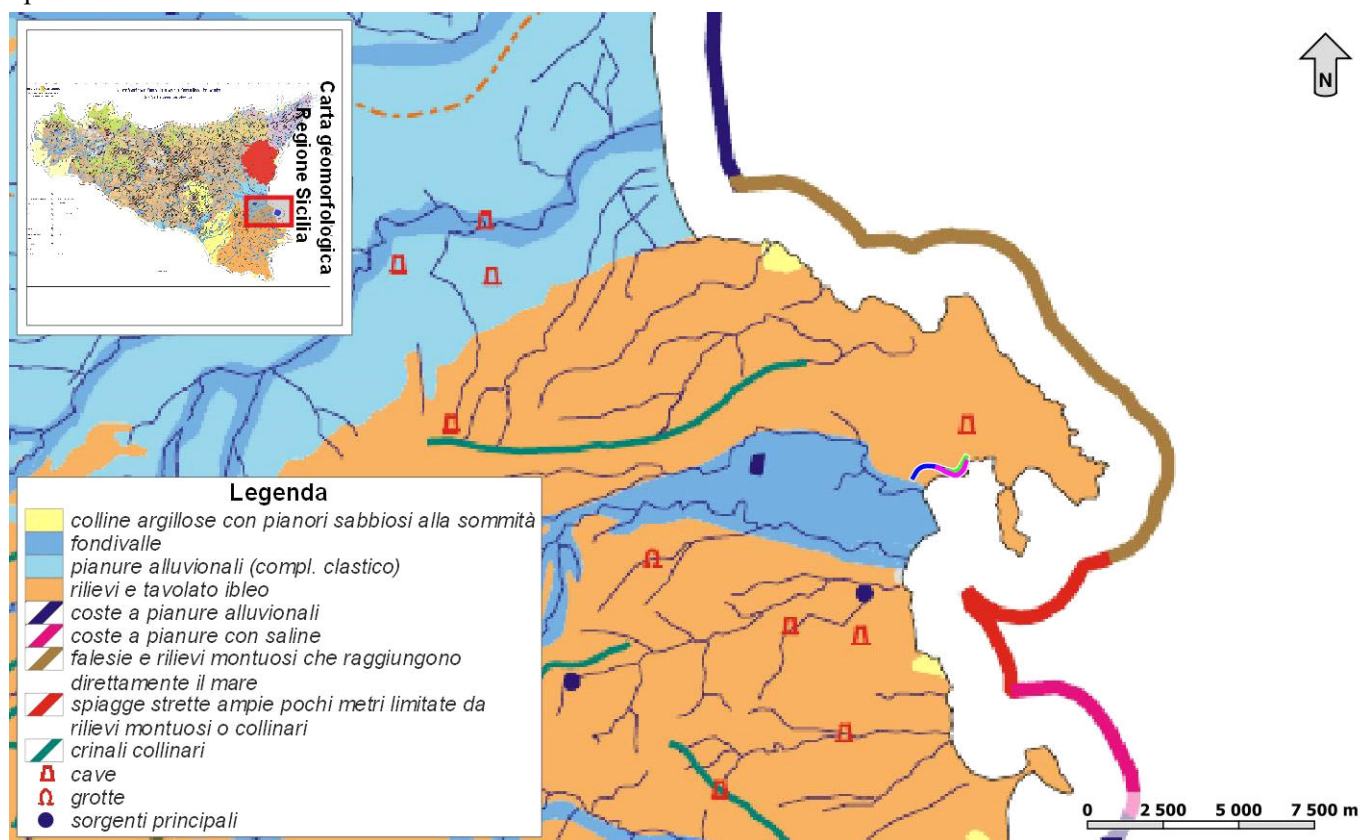 Carta geomorfologica
Regione Sicilia
N
Legenda
colline argillose con pianori sabbiosi alla sommità
fondivalle
pianure alluvionali (compl. clastico)
rilievi e tavolato ibleo
coste a pianure alluvionali
coste a pianure con saline
falesie e rilievi montuosi che raggiungono
direttamente il mare
spiagge strette ampie pochi metri limitate da
rilievi montuosi o collinari
crinali collinari
cave
grotte
sorgenti principali
0 2 500 5 000 7 500 m